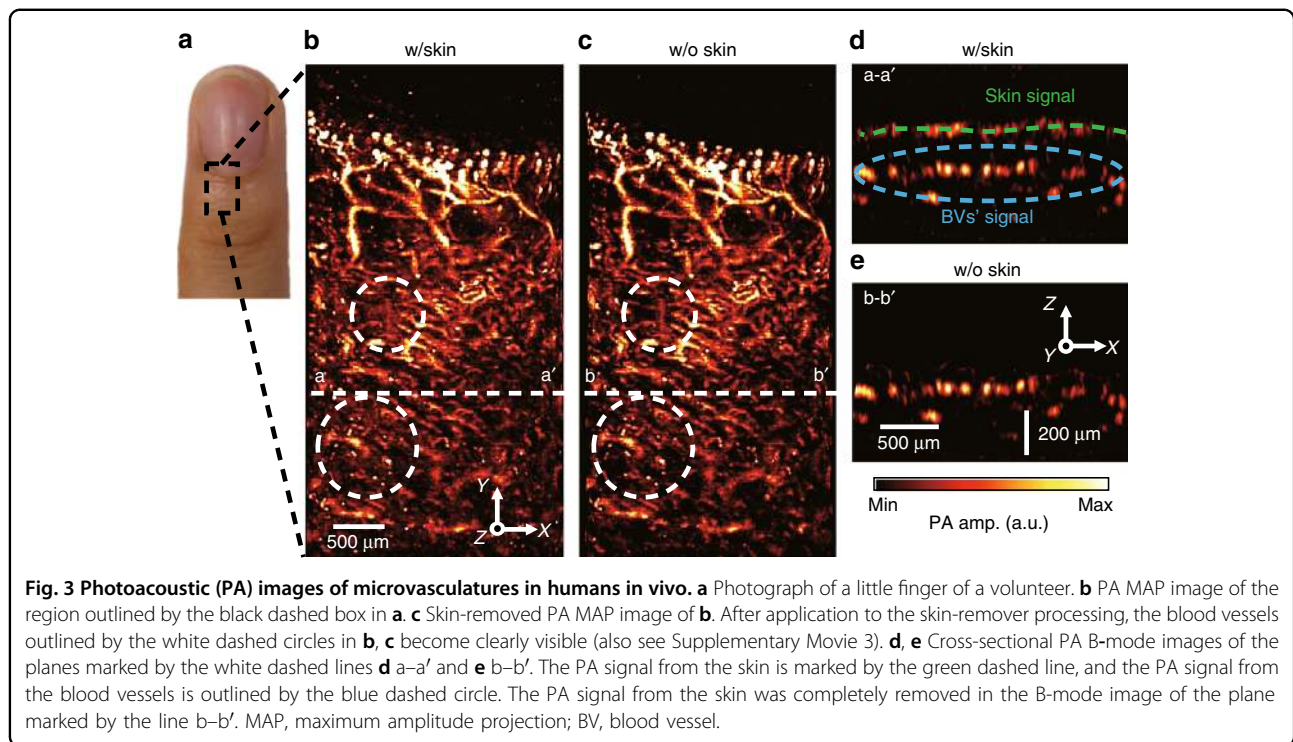 a
b
w/skin
c
w/o skin
d
w/skin
a-a′
Skin signal
BVs' signal
e
w/o skin
b-b′
Z
Y
X
500 µm
200 µm
Min
Max
PA amp. (a.u.)
a
a′
b
b′
Y
Z
X
500 µm
500 µm
Fig. 3 Photoacoustic (PA) images of microvasculatures in humans in vivo. a Photograph of a little finger of a volunteer. b PA MAP image of the
region outlined by the black dashed box in a. c Skin-removed PA MAP image of b. After application to the skin-remover processing, the blood vessels
outlined by the white dashed circles in b, c become clearly visible (also see Supplementary Movie 3). d, e Cross-sectional PA B-mode images of the
planes marked by the white dashed lines d a–a′ and e b–b′. The PA signal from the skin is marked by the green dashed line, and the PA signal from
the blood vessels is outlined by the blue dashed circle. The PA signal from the skin was completely removed in the B-mode image of the plane
marked by the line b–b′. MAP, maximum amplitude projection; BV, blood vessel.